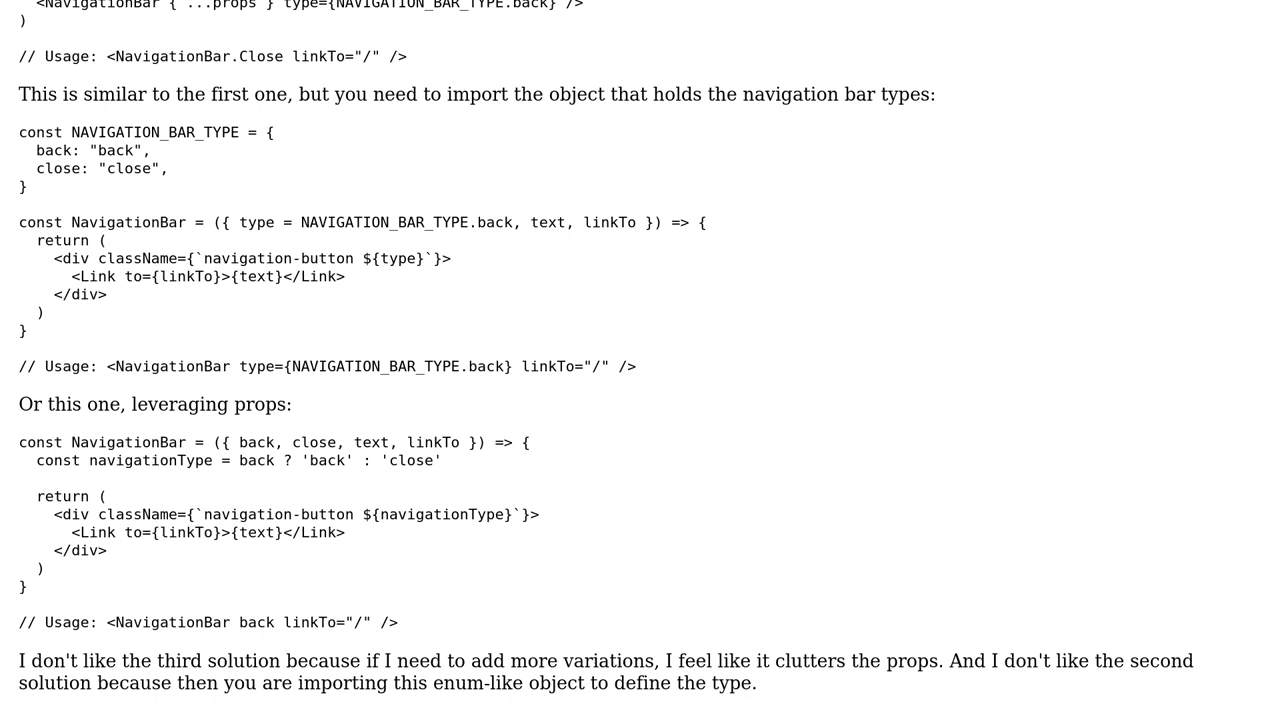 <NavigationBar { ...props } type={NAVIGATION_BAR_TYPE.back} />
)
// Usage: <NavigationBar.Close linkTo="/" />
This is similar to the first one, but you need to import the object that holds the navigation bar types:
const NAVIGATION_BAR_TYPE = {
  back: "back",
  close: "close",
}
const NavigationBar = ({ type = NAVIGATION_BAR_TYPE.back, text, linkTo }) => {
  return (
    <div className={`navigation-button ${type}`}>
      <Link to={linkTo}>{text}</Link>
    </div>
  )
}
// Usage: <NavigationBar type={NAVIGATION_BAR_TYPE.back} linkTo="/" />
Or this one, leveraging props:
const NavigationBar = ({ back, close, text, linkTo }) => {
  const navigationType = back ? 'back' : 'close'
  return (
    <div className={`navigation-button ${navigationType}`}>
      <Link to={linkTo}>{text}</Link>
    </div>
  )
}
// Usage: <NavigationBar back linkTo="/" />
I don't like the third solution because if I need to add more variations, I feel like it clutters the props. And I don't like the second
solution because then you are importing this enum-like object to define the type.